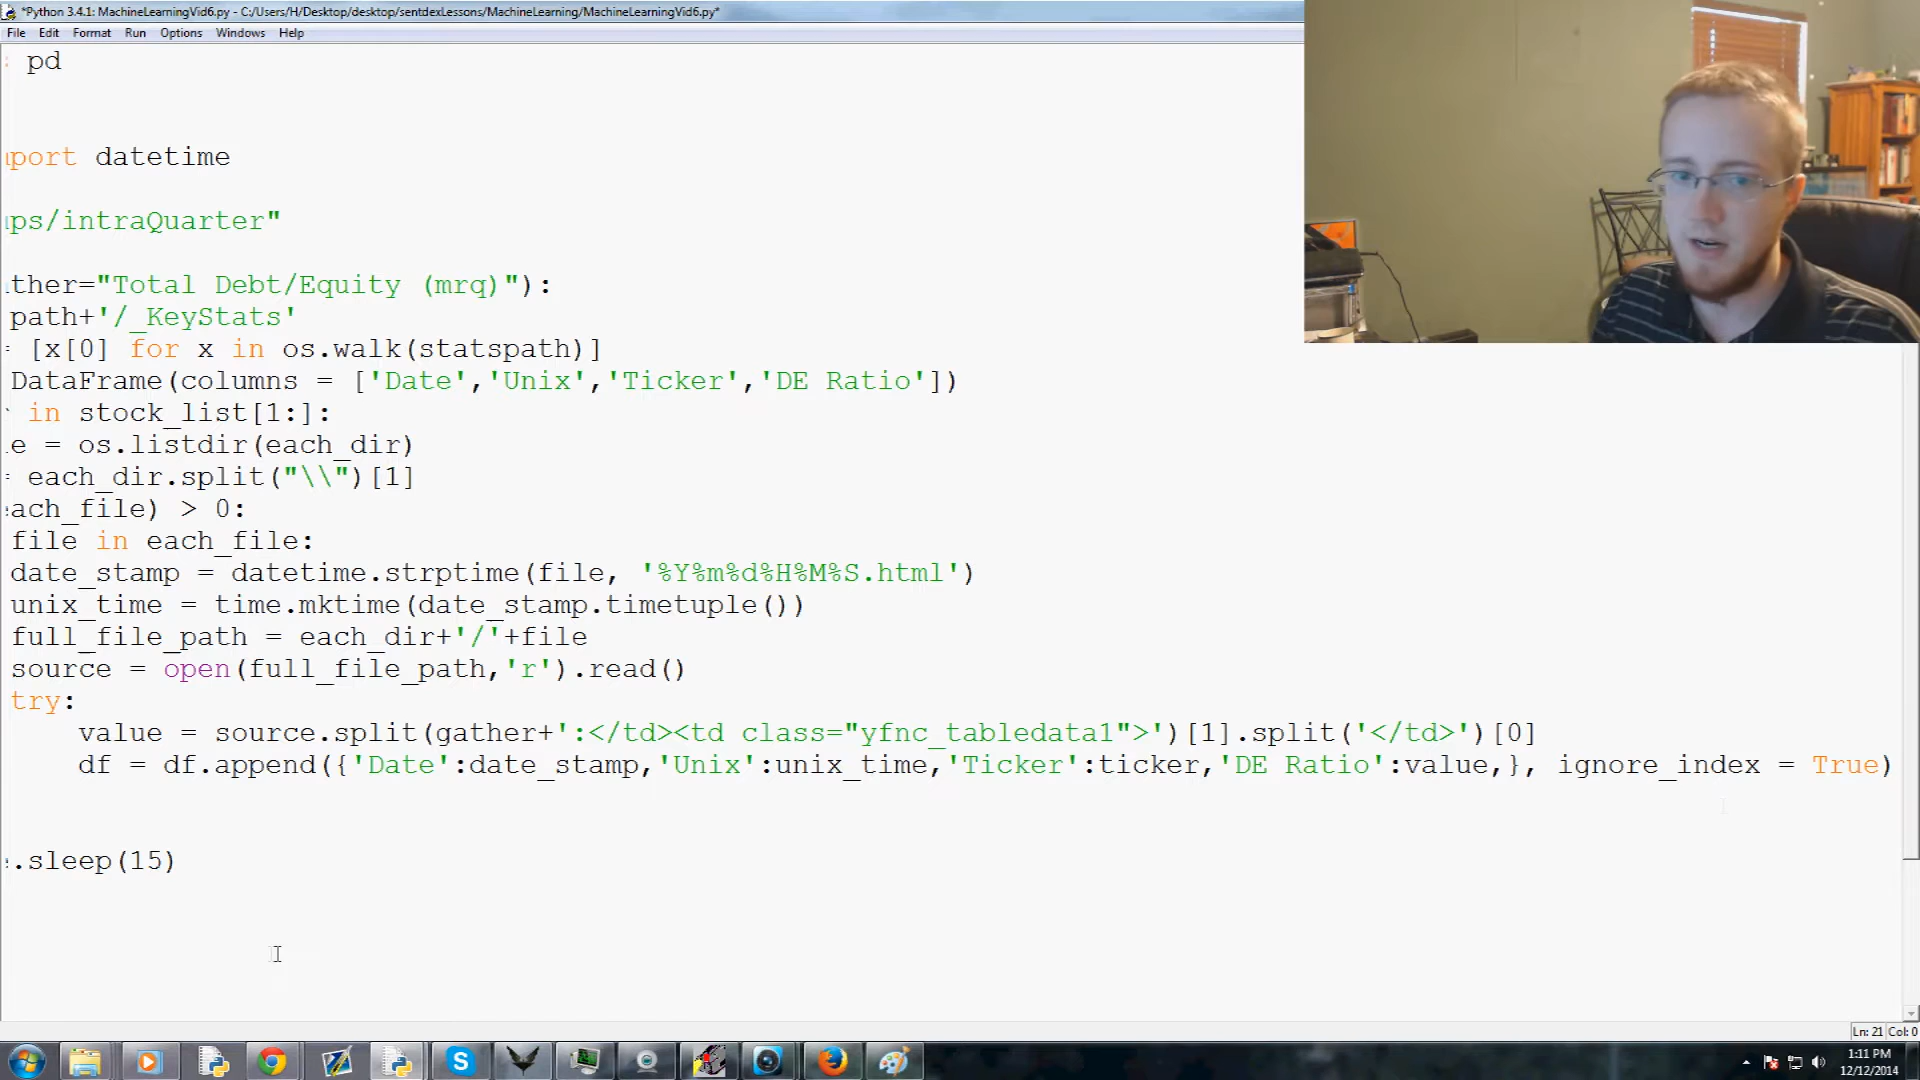 *Python 3.4.1: MachineLearningVid6.py - C:/Users/H/Desktop/desktop/sentdexLessons/MachineLearning/MachineLearningVid6.py*
File Edit Format Run Options Windows Help
pd
port datetime
ps/intraQuarter"
ther="Total Debt/Equity (mrq)"):
path+'/_KeyStats'
= [x[0] for x in os.walk(statspath)]
DataFrame(columns = ['Date','Unix','Ticker','DE Ratio'])
in stock_list[1:]:
e = os.listdir(each_dir)
= each_dir.split("\\")[1]
ach_file) > 0:
file in each_file:
date_stamp = datetime.strptime(file, '%Y%m%d%H%M%S.html')
unix_time = time.mktime(date_stamp.timetuple())
full_file_path = each_dir+'/'+file
source = open(full_file_path,'r').read()
try:
value = source.split(gather+':</td><td class="yfnc_tabledata1">')[1].split('</td>')[0]
df = df.append({'Date':date_stamp,'Unix':unix_time,'Ticker':ticker,'DE Ratio':value,}, ignore_index = True)
.sleep(15)
Ln: 21 Col: 0
1:11 PM
12/12/2014